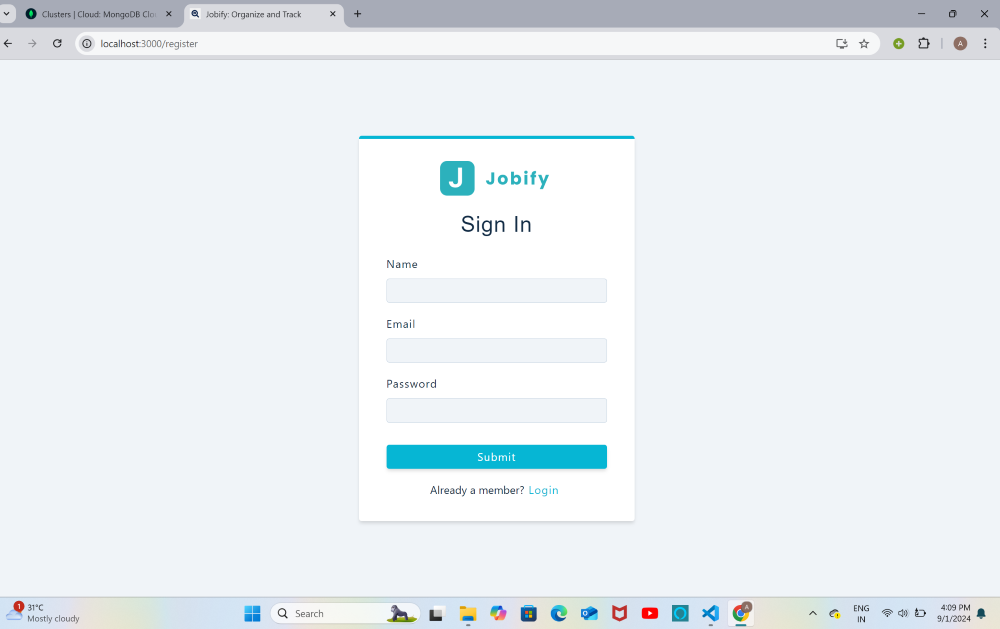 Clusters | Cloud: MongoDB Clo
Jobify: Organize and Track
localhost:3000/register
A
J Jobify
Sign In
Name
Email
Password
Submit
Already a member? Login
1
31°C
Mostly cloudy
Search
A
ENG
IN
4:09 PM
9/1/2024